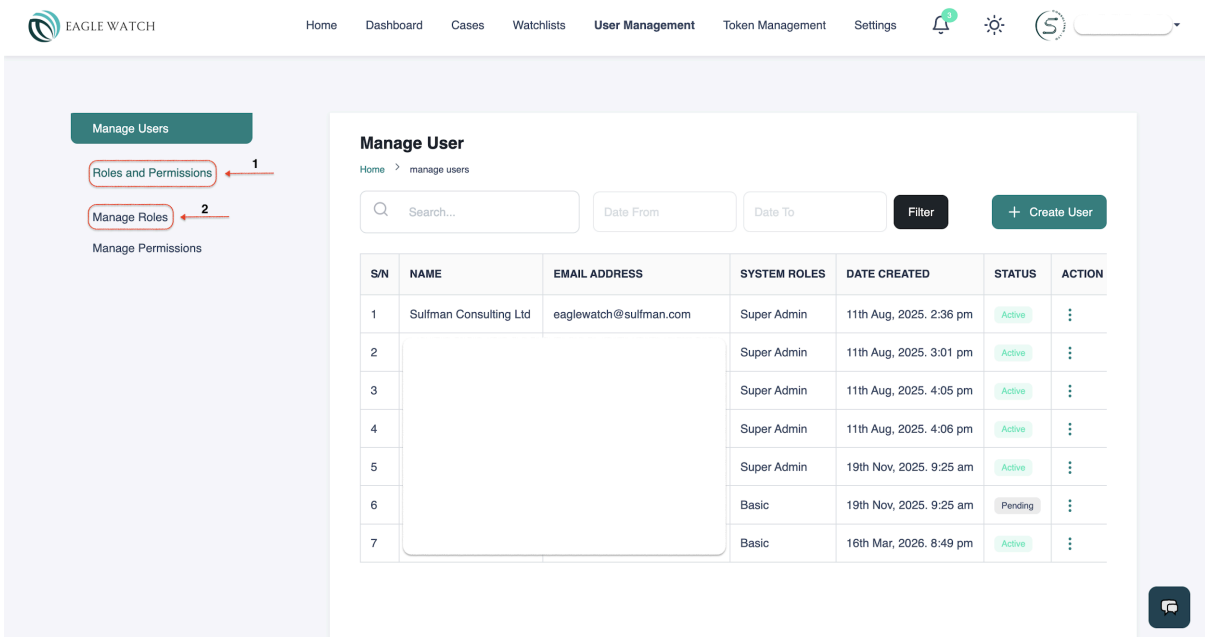 EAGLE WATCH
Home Dashboard Cases Watchlists User Management Token Management Settings 3
Manage Users
Roles and Permissions 1
Manage Roles 2
Manage Permissions
Manage User
Home > manage users
Search... Date From Date To Filter + Create User
S/N NAME EMAIL ADDRESS SYSTEM ROLES DATE CREATED STATUS ACTION
1 Sulfman Consulting Ltd eaglewatch@sulfman.com Super Admin 11th Aug, 2025. 2:36 pm Active
2 Super Admin 11th Aug, 2025. 3:01 pm Active
3 Super Admin 11th Aug, 2025. 4:05 pm Active
4 Super Admin 11th Aug, 2025. 4:06 pm Active
5 Super Admin 19th Nov, 2025. 9:25 am Active
6 Basic 19th Nov, 2025. 9:25 am Pending
7 Basic 16th Mar, 2026. 8:49 pm Active